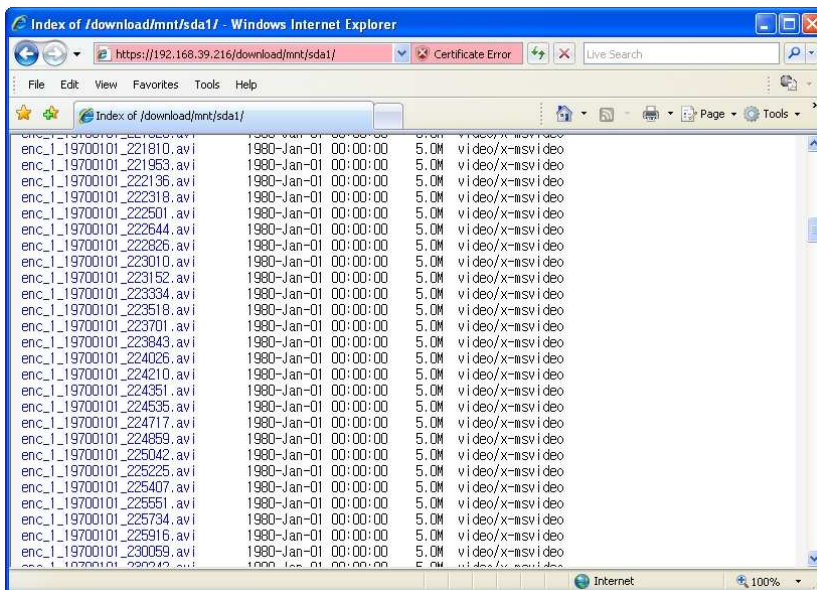 Index of /download/mnt/sda1/ - Windows Internet Explorer
https://192.168.39.216/download/mnt/sda1/ Certificate Error Live Search
File Edit View Favorites Tools Help
Index of /download/mnt/sda1/ Page Tools
enc_1_19700101_221810.avi 1980-Jan-01 00:00:00 5.0M video/x-msvideo
enc_1_19700101_221953.avi 1980-Jan-01 00:00:00 5.0M video/x-msvideo
enc_1_19700101_222136.avi 1980-Jan-01 00:00:00 5.0M video/x-msvideo
enc_1_19700101_222318.avi 1980-Jan-01 00:00:00 5.0M video/x-msvideo
enc_1_19700101_222501.avi 1980-Jan-01 00:00:00 5.0M video/x-msvideo
enc_1_19700101_222644.avi 1980-Jan-01 00:00:00 5.0M video/x-msvideo
enc_1_19700101_222826.avi 1980-Jan-01 00:00:00 5.0M video/x-msvideo
enc_1_19700101_223010.avi 1980-Jan-01 00:00:00 5.0M video/x-msvideo
enc_1_19700101_223152.avi 1980-Jan-01 00:00:00 5.0M video/x-msvideo
enc_1_19700101_223334.avi 1980-Jan-01 00:00:00 5.0M video/x-msvideo
enc_1_19700101_223518.avi 1980-Jan-01 00:00:00 5.0M video/x-msvideo
enc_1_19700101_223701.avi 1980-Jan-01 00:00:00 5.0M video/x-msvideo
enc_1_19700101_223843.avi 1980-Jan-01 00:00:00 5.0M video/x-msvideo
enc_1_19700101_224026.avi 1980-Jan-01 00:00:00 5.0M video/x-msvideo
enc_1_19700101_224210.avi 1980-Jan-01 00:00:00 5.0M video/x-msvideo
enc_1_19700101_224351.avi 1980-Jan-01 00:00:00 5.0M video/x-msvideo
enc_1_19700101_224535.avi 1980-Jan-01 00:00:00 5.0M video/x-msvideo
enc_1_19700101_224717.avi 1980-Jan-01 00:00:00 5.0M video/x-msvideo
enc_1_19700101_224859.avi 1980-Jan-01 00:00:00 5.0M video/x-msvideo
enc_1_19700101_225042.avi 1980-Jan-01 00:00:00 5.0M video/x-msvideo
enc_1_19700101_225225.avi 1980-Jan-01 00:00:00 5.0M video/x-msvideo
enc_1_19700101_225407.avi 1980-Jan-01 00:00:00 5.0M video/x-msvideo
enc_1_19700101_225551.avi 1980-Jan-01 00:00:00 5.0M video/x-msvideo
enc_1_19700101_225734.avi 1980-Jan-01 00:00:00 5.0M video/x-msvideo
enc_1_19700101_225916.avi 1980-Jan-01 00:00:00 5.0M video/x-msvideo
enc_1_19700101_230059.avi 1980-Jan-01 00:00:00 5.0M video/x-msvideo
Internet 100%